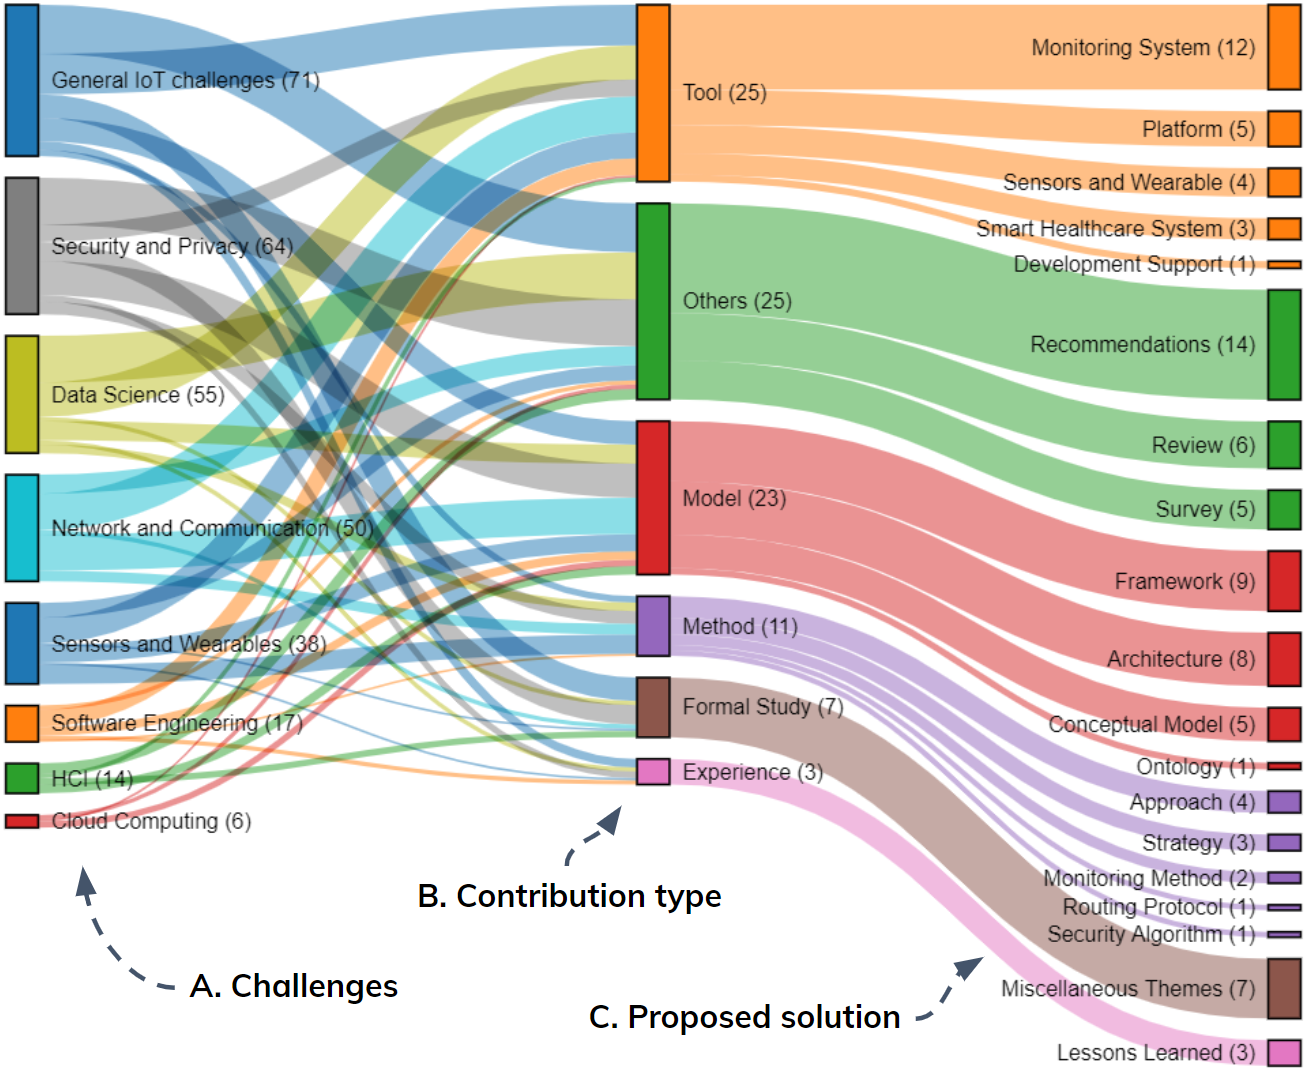 General IoT challenges (71)
Security and Privacy (64)
Data Science (55)
Network and Communication (50)
Sensors and Wearables (38)
Software Engineering (17)
HCI (14)
Cloud Computing (6)
A. Challenges
Tool (25)
Others (25)
Model (23)
Method (11)
Formal Study (7)
Experience (3)
B. Contribution type
Monitoring System (12)
Platform (5)
Sensors and Wearable (4)
Smart Healthcare System (3)
Development Support (1)
Recommendations (14)
Review (6)
Survey (5)
Framework (9)
Architecture (8)
Conceptual Model (5)
Ontology (1)
Approach (4)
Strategy (3)
Monitoring Method (2)
Routing Protocol (1)
Security Algorithm (1)
Miscellaneous Themes (7)
Lessons Learned (3)
C. Proposed solution